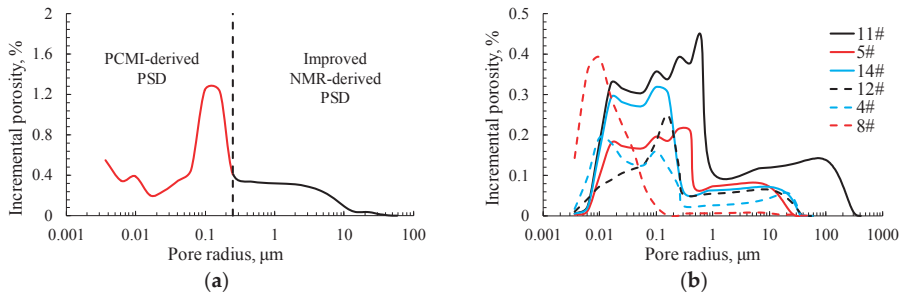 2
1.6
1.2
0.8
0.4
0
Incremental porosity, %
PCMI-derived
PSD
Improved
NMR-derived
PSD
0.001 0.01 0.1 1 10 100
Pore radius, μm
(a)
0.5
0.4
0.3
0.2
0.1
0
Incremental porosity, %
11#
5#
14#
12#
4#
8#
0.001 0.01 0.1 1 10 100 1000
Pore radius, μm
(b)